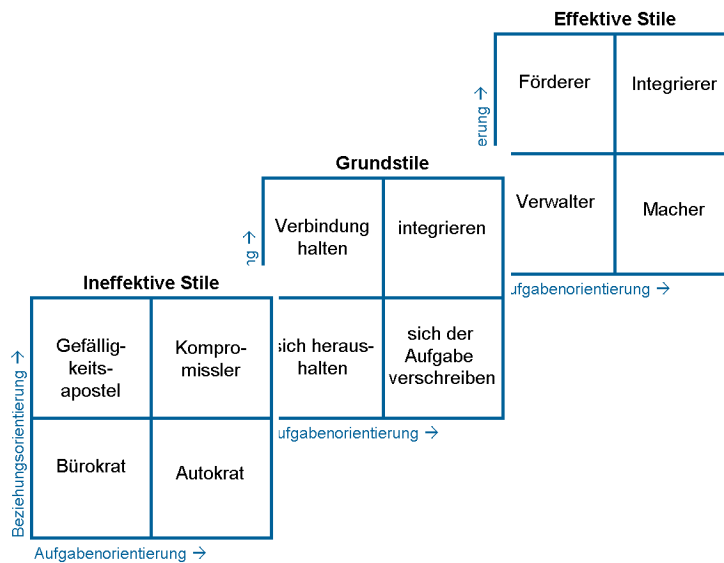 Effektive Stile
Förderer
Integrierer
erung →
Verwalter
Macher
ufgabenorientierung →
Grundstile
Verbindung
halten
integrieren
ng →
sich heraus-
halten
sich der
Aufgabe
verschreiben
ufgabenorientierung →
Ineffektive Stile
Gefällig-
keits-
apostel
Kompro-
missler
Beziehungsorientierung →
Bürokrat
Autokrat
Aufgabenorientierung →